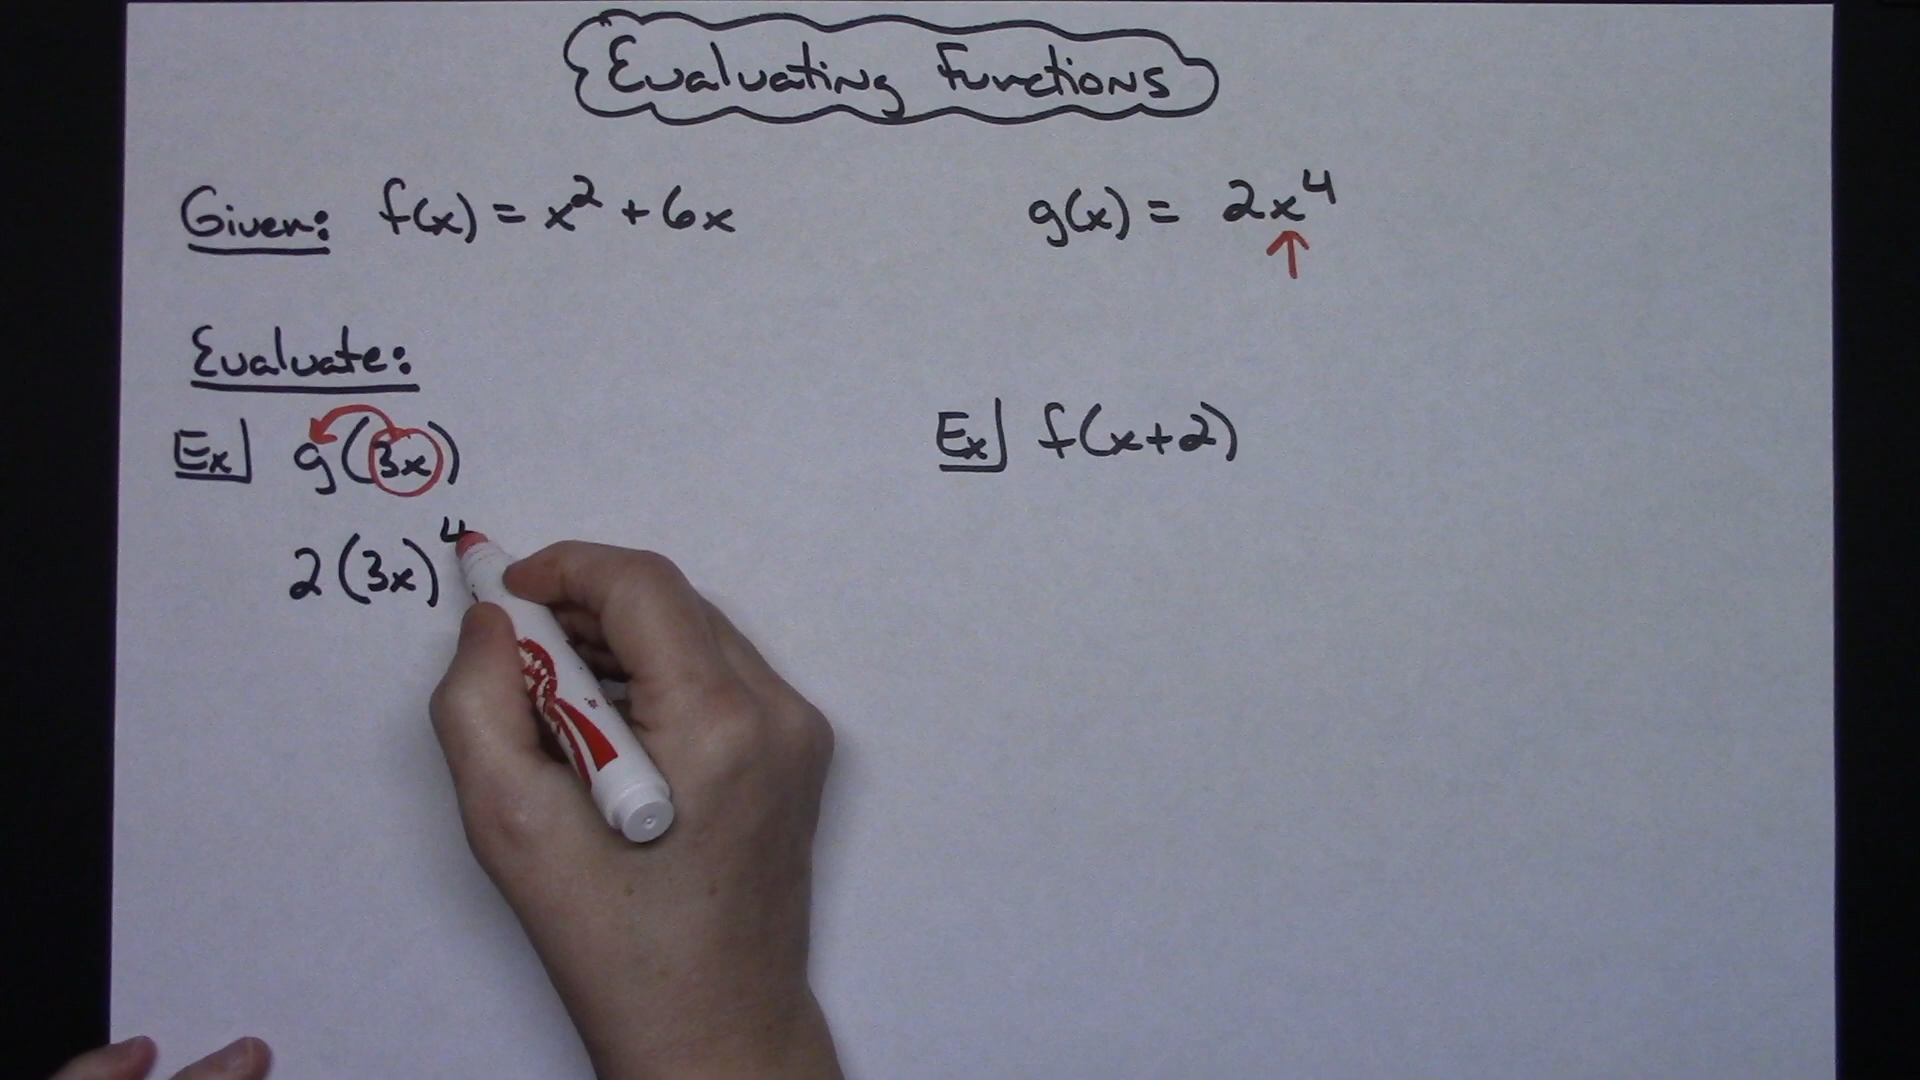 Evaluating Functions
Given: f(x) = x² + 6x
g(x) = 2x⁴
Evaluate:
Ex g(3x)
2(3x)⁴
Ex f(x+2)